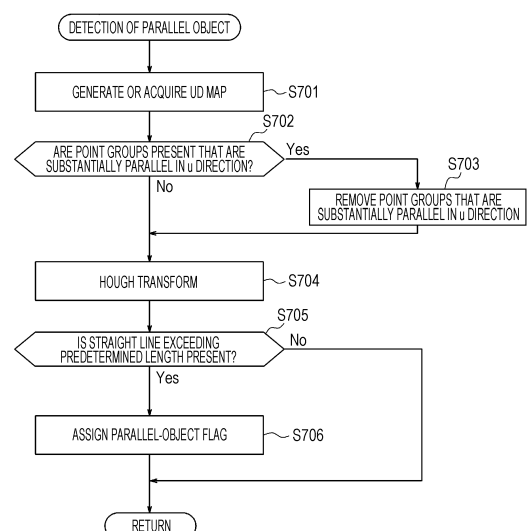 DETECTION OF PARALLEL OBJECT
GENERATE OR ACQUIRE UD MAP
S701
S702
ARE POINT GROUPS PRESENT THAT ARE
SUBSTANTIALLY PARALLEL IN u DIRECTION?
Yes
No
S703
REMOVE POINT GROUPS THAT ARE
SUBSTANTIALLY PARALLEL IN u DIRECTION
HOUGH TRANSFORM
S704
S705
IS STRAIGHT LINE EXCEEDING
PREDETERMINED LENGTH PRESENT?
No
Yes
ASSIGN PARALLEL-OBJECT FLAG
S706
RETURN